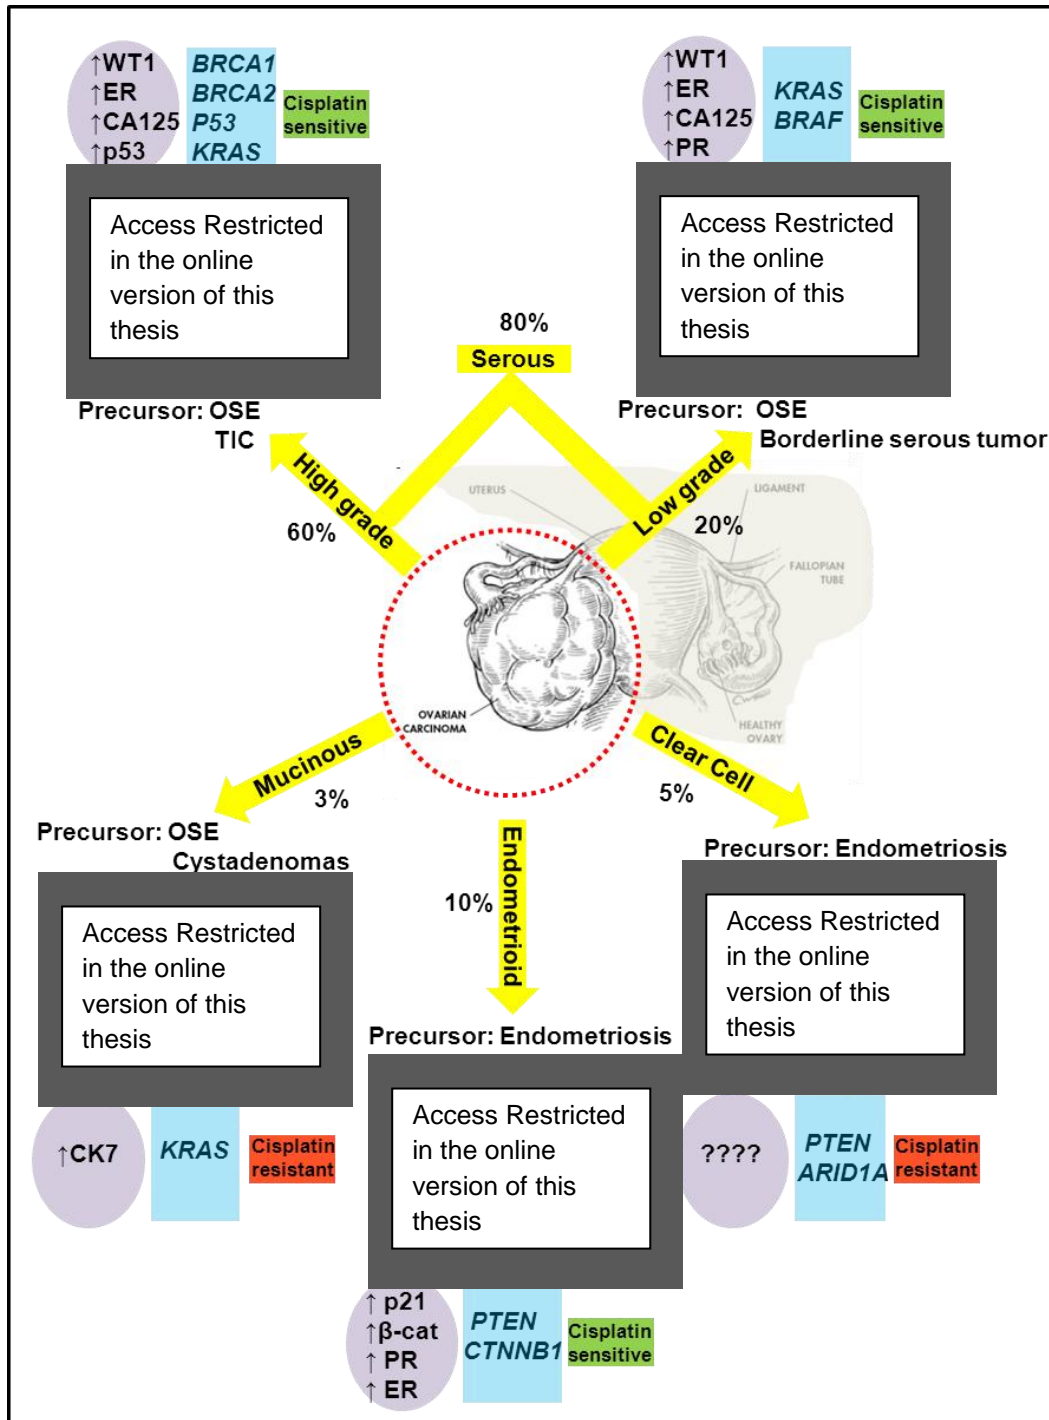 ↑WT1
↑ER
↑CA125
↑p53
BRCA1
BRCA2
P53
KRAS
Cisplatin
sensitive
Access Restricted
in the online
version of this
thesis
Precursor: OSE
TIC
↑WT1
↑ER
↑CA125
↑PR
KRAS
BRAF
Cisplatin
sensitive
Access Restricted
in the online
version of this
thesis
Precursor: OSE
Borderline serous tumor
80%
Serous
High grade
60%
Low grade
20%
UTERUS
LIGAMENT
FALLOPIAN
TUBE
OVARIAN
CARCINOMA
HEALTHY
OVARY
Mucinous
3%
Clear Cell
5%
Endometrioid
10%
Precursor: OSE
Cystadenomas
Access Restricted
in the online
version of this
thesis
↑CK7
KRAS
Cisplatin
resistant
Precursor: Endometriosis
Access Restricted
in the online
version of this
thesis
↑ p21
↑β-cat
↑ PR
↑ ER
PTEN
CTNNB1
Cisplatin
sensitive
Precursor: Endometriosis
Access Restricted
in the online
version of this
thesis
????
PTEN
ARID1A
Cisplatin
resistant